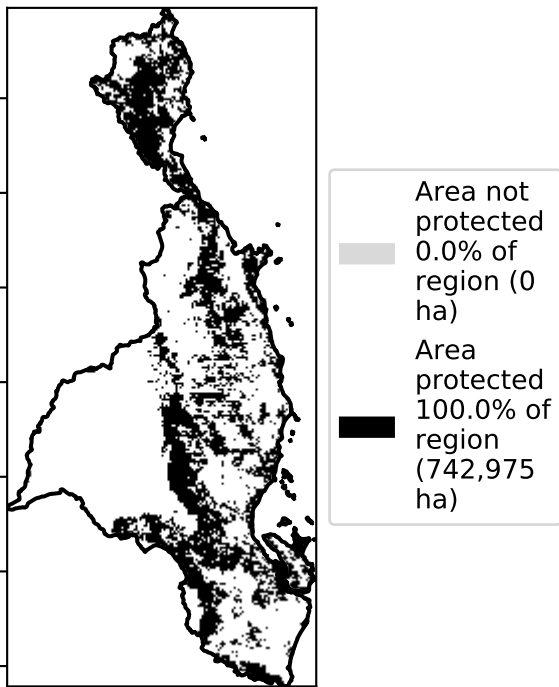 Area not
protected
0.0% of
region (0
ha)
Area
protected
100.0% of
region
(742,975
ha)